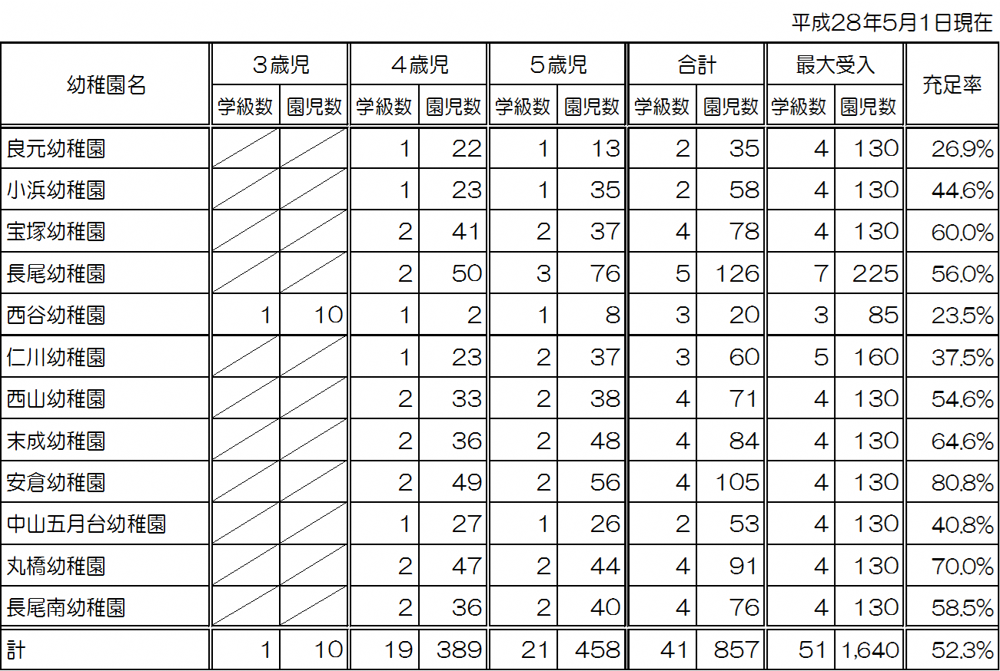 平成28年5月1日現在
幼稚園名 3歳児 4歳児 5歳児 合計 最大受入 充足率
学級数 園児数 学級数 園児数 学級数 園児数 学級数 園児数 学級数 園児数
良元幼稚園 1 22 1 13 2 35 4 130 26.9%
小浜幼稚園 1 23 1 35 2 58 4 130 44.6%
宝塚幼稚園 2 41 2 37 4 78 4 130 60.0%
長尾幼稚園 2 50 3 76 5 126 7 225 56.0%
西谷幼稚園 1 10 1 2 1 8 3 20 3 85 23.5%
仁川幼稚園 1 23 2 37 3 60 5 160 37.5%
西山幼稚園 2 33 2 38 4 71 4 130 54.6%
末成幼稚園 2 36 2 48 4 84 4 130 64.6%
安倉幼稚園 2 49 2 56 4 105 4 130 80.8%
中山五月台幼稚園 1 27 1 26 2 53 4 130 40.8%
丸橋幼稚園 2 47 2 44 4 91 4 130 70.0%
長尾南幼稚園 2 36 2 40 4 76 4 130 58.5%
計 1 10 19 389 21 458 41 857 51 1,640 52.3%